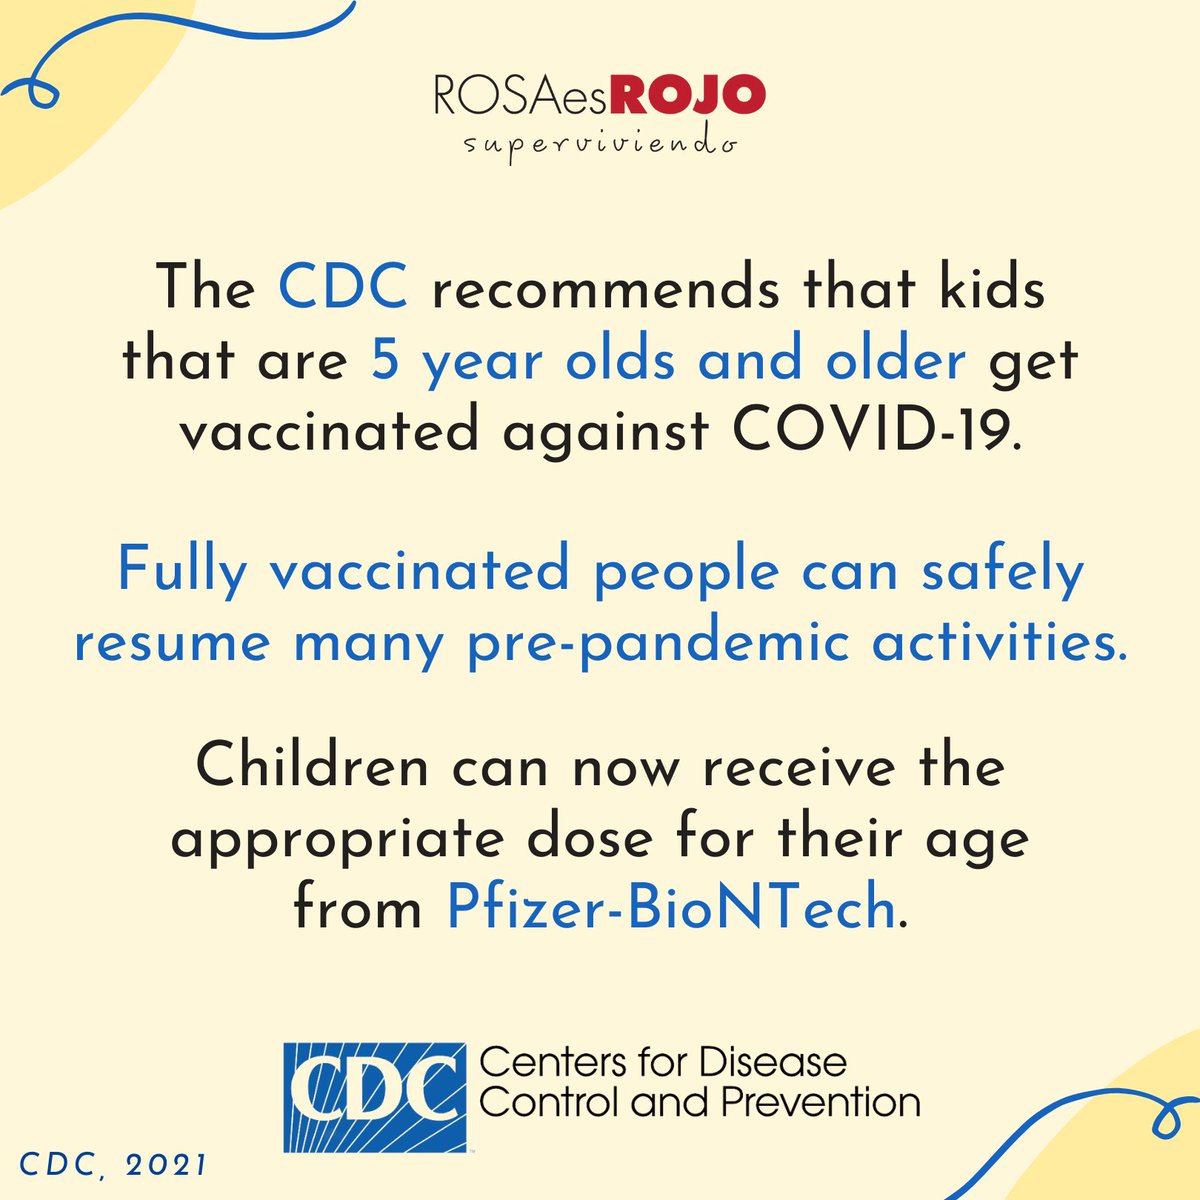 ROSAesROJO
superviviendo
The CDC recommends that kids
that are 5 year olds and older get
vaccinated against COVID-19.
Fully vaccinated people can safely
resume many pre-pandemic activities.
Children can now receive the
appropriate dose for their age
from Pfizer-BioNTech.
CDC
Centers for Disease
Control and Prevention
CDC, 2021